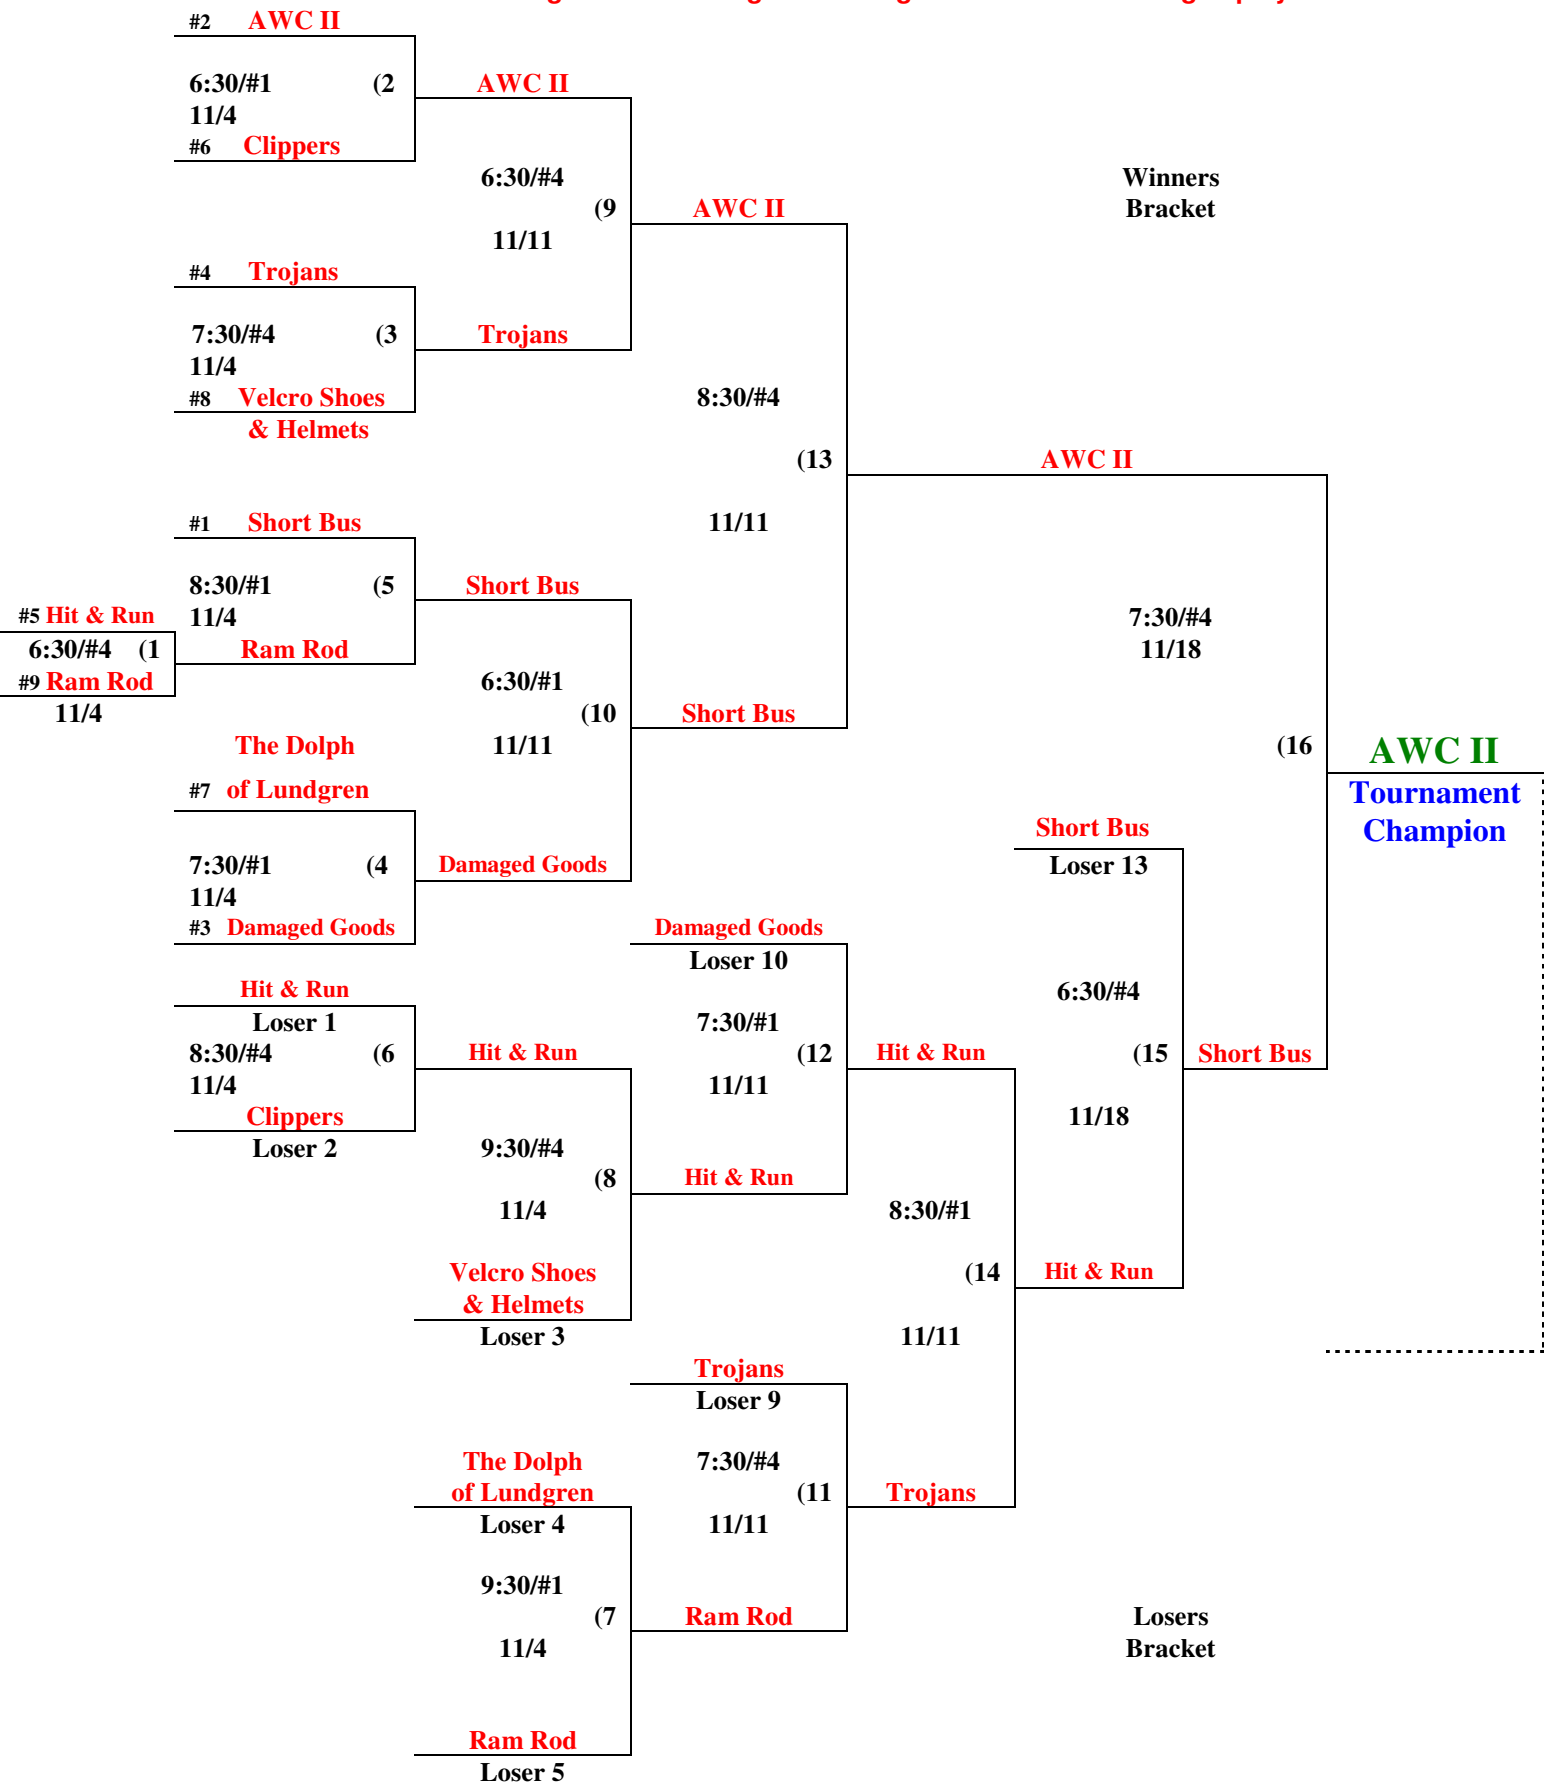 #2 AWC II
6:30/#1 (2
AWC II
11/4
#6 Clippers
6:30/#4
Winners
(9
AWC II
Bracket
11/11
#4 Trojans
7:30/#4 (3
Trojans
11/4
#8 Velcro Shoes
& Helmets
8:30/#4
(13
AWC II
#1 Short Bus
11/11
8:30/#1 (5
Short Bus
#5 Hit & Run
11/4
7:30/#4
6:30/#4 (1
Ram Rod
11/18
#9 Ram Rod
6:30/#1
11/4
(10
Short Bus
The Dolph
11/11
(16
AWC II
#7 of Lundgren
Tournament
Champion
Short Bus
7:30/#1 (4
Damaged Goods
Loser 13
11/4
#3 Damaged Goods
Damaged Goods
Loser 10
Hit & Run
6:30/#4
Loser 1
7:30/#1
8:30/#4 (6
Hit & Run
(12
Hit & Run
(15
Short Bus
11/4
11/11
Clippers
11/18
Loser 2
9:30/#4
(8
Hit & Run
11/4
8:30/#1
Velcro Shoes
(14
Hit & Run
& Helmets
Loser 3
11/11
Trojans
Loser 9
The Dolph
7:30/#4
of Lundgren
(11
Trojans
Loser 4
11/11
9:30/#1
(7
Ram Rod
Losers
11/4
Bracket
Ram Rod
Loser 5